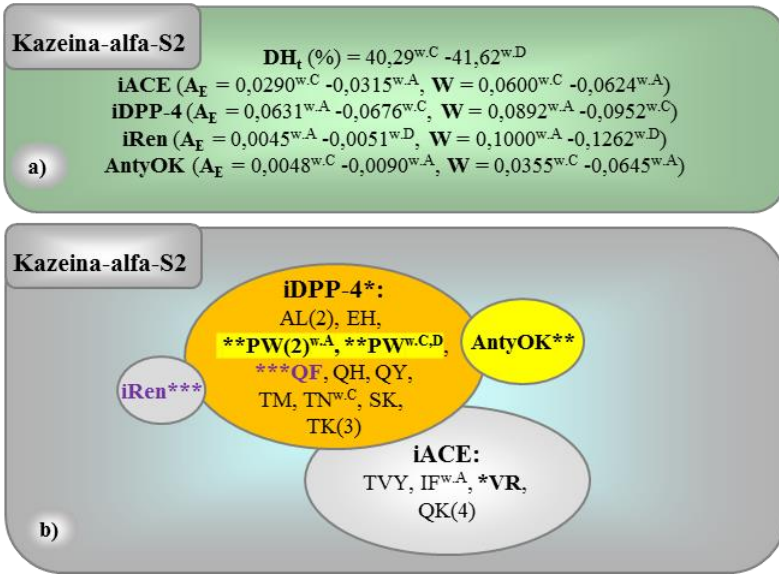 Kazeina-alfa-S2
DHt (%) = 40,29w.C -41,62w.D
iACE (AE = 0,0290w.C -0,0315w.A, W = 0,0600w.C -0,0624w.A)
iDPP-4 (AE = 0,0631w.A -0,0676w.C, W = 0,0892w.A -0,0952w.C)
iRen (AE = 0,0045w.A -0,0051w.D, W = 0,1000w.A -0,1262w.D)
AntyOK (AE = 0,0048w.C -0,0090w.A, W = 0,0355w.C -0,0645w.A)
a)
Kazeina-alfa-S2
iDPP-4*:
AL(2), EH,
**PW(2)w.A, **PWw.C,D,
***QF, QH, QY,
TM, TNw.C, SK,
TK(3)
AntyOK**
iRen***
iACE:
TVY, IFw.A, *VR,
QK(4)
b)